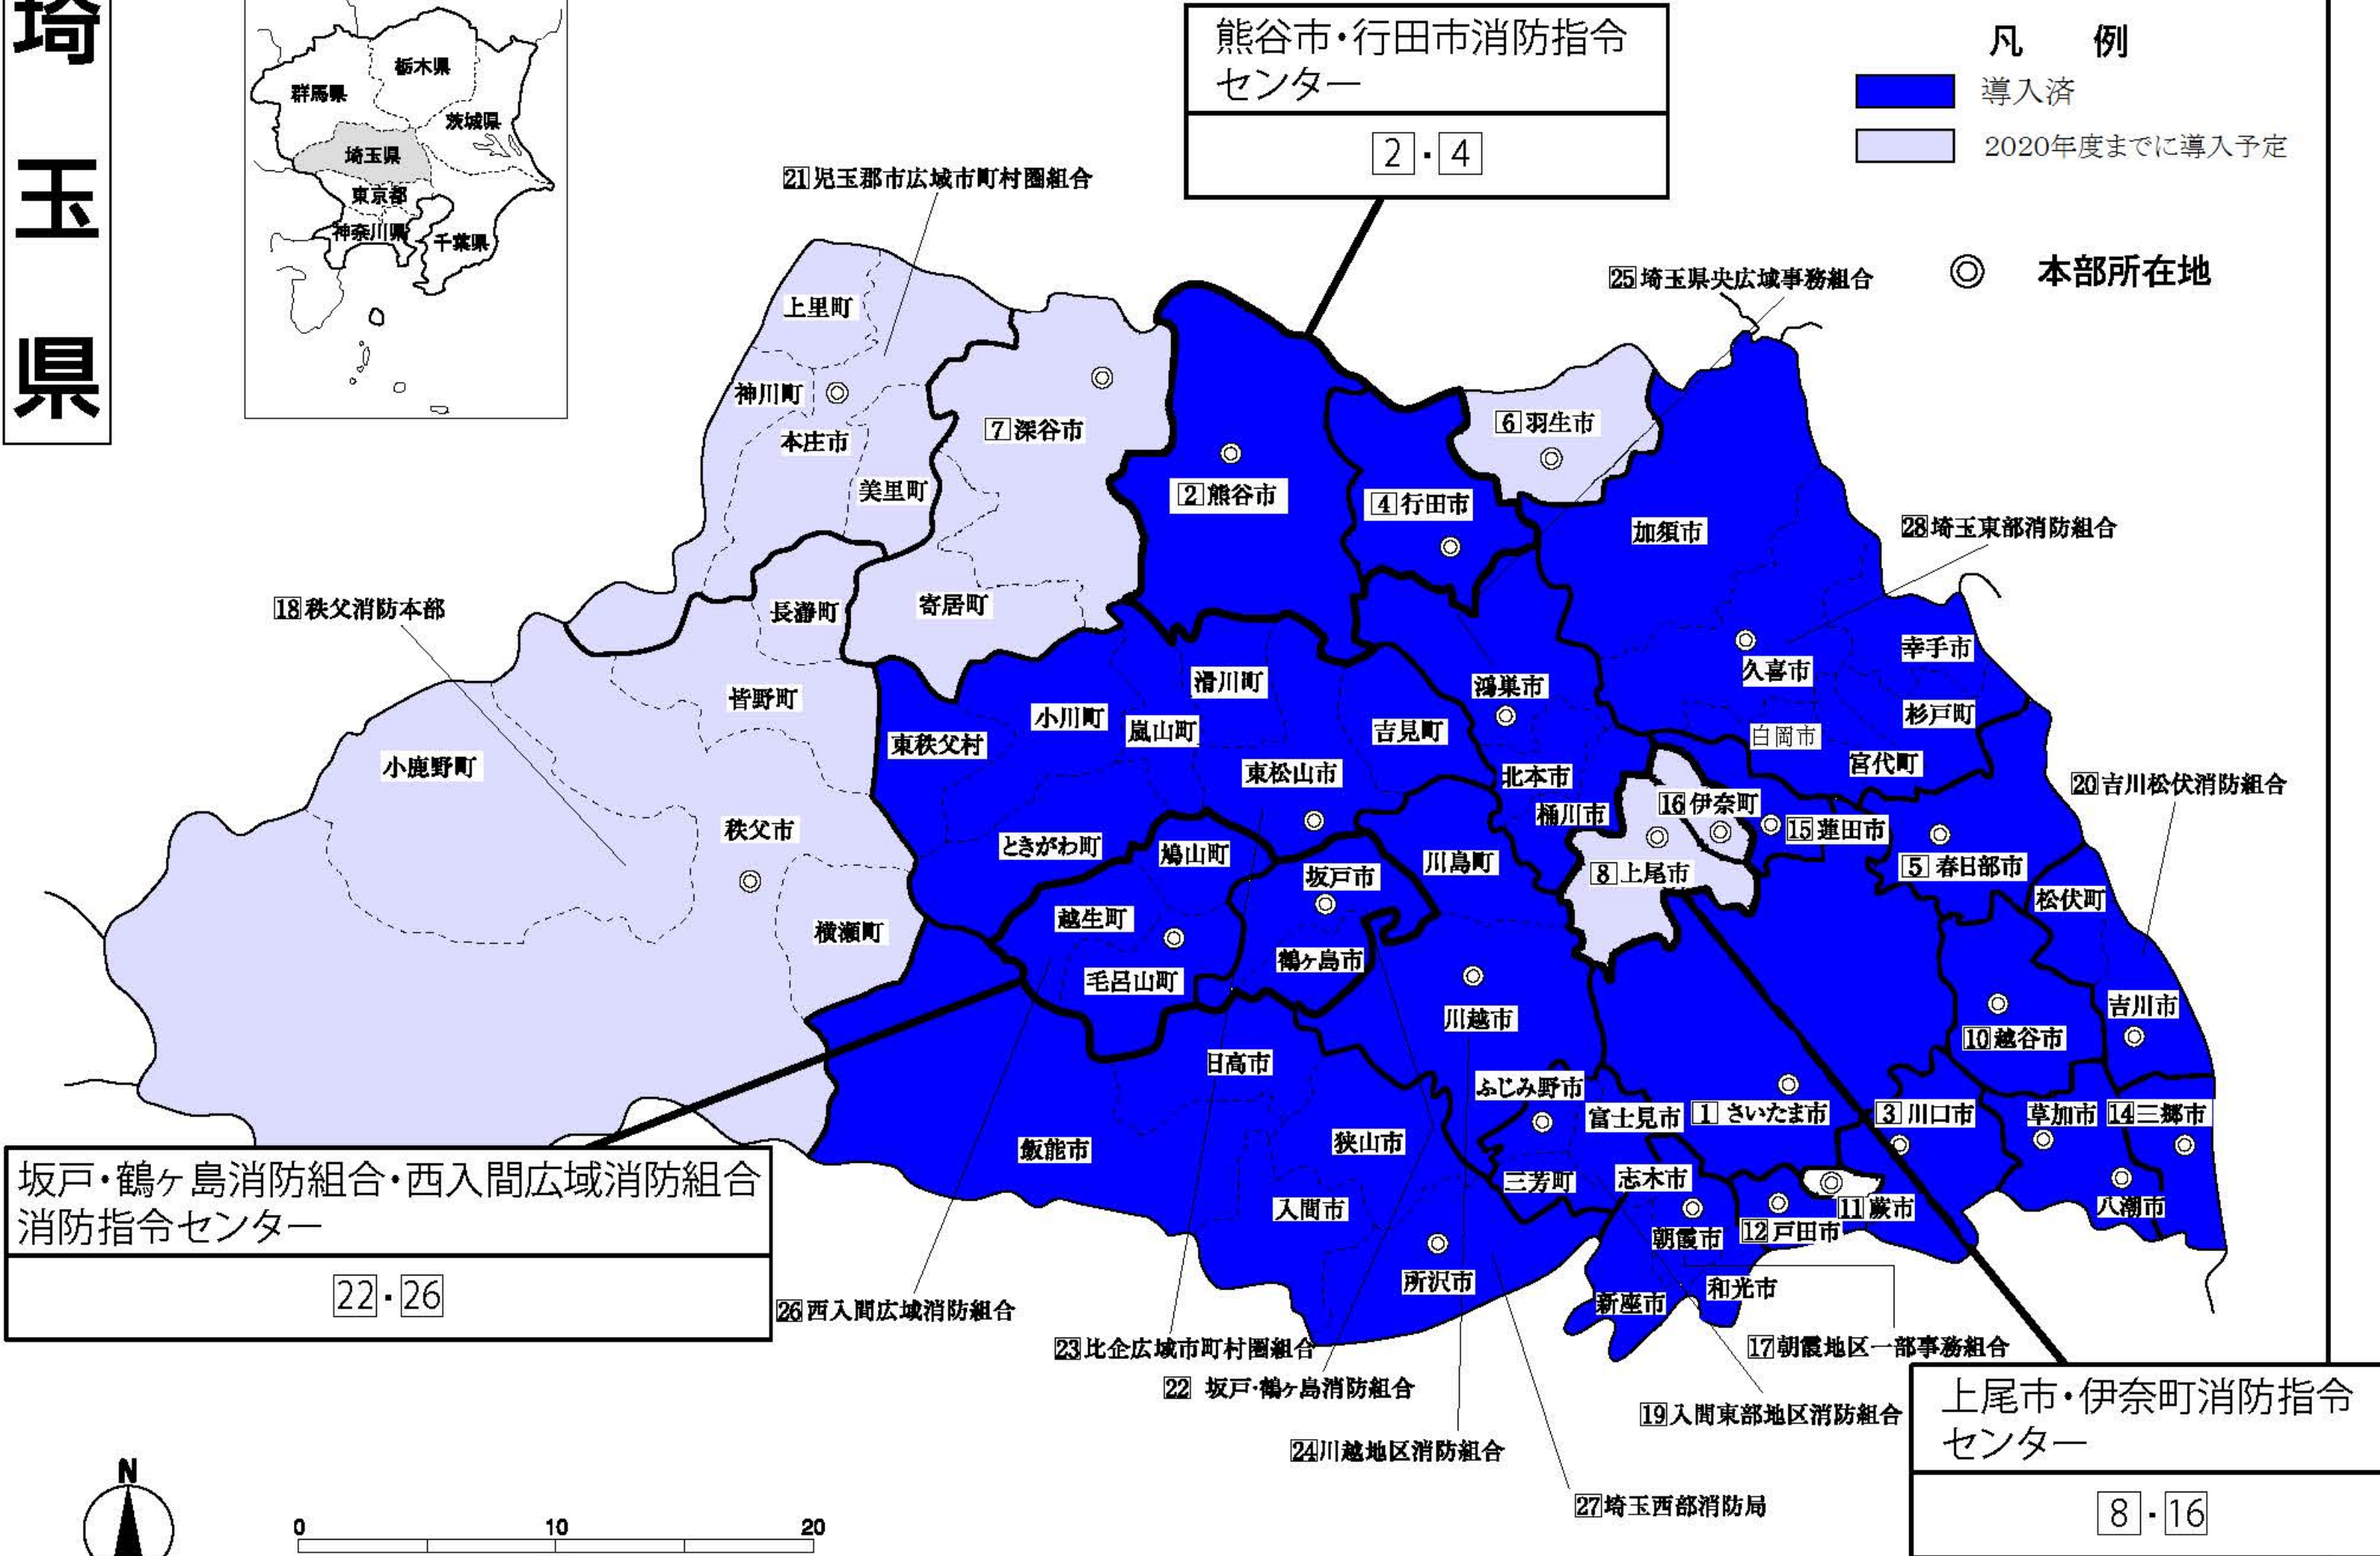 埼玉県
栃木県
群馬県
茨城県
埼玉県
東京都
神奈川県
千葉県
熊谷市・行田市消防指令
センター
2・4
凡 例
導入済
2020年度までに導入予定
本部所在地
21児玉郡市広域市町村圏組合
25埼玉県央広域事務組合
上里町
神川町
本庄市
美里町
7深谷市
2熊谷市
4行田市
6羽生市
加須市
28埼玉東部消防組合
18秩父消防本部
長瀞町
寄居町
皆野町
小鹿野町
秩父市
横瀬町
東秩父村
小川町
嵐山町
滑川町
吉見町
東松山市
ときがわ町
鳩山町
鴻巣市
北本市
桶川市
久喜市
幸手市
杉戸町
白岡市
宮代町
20吉川松伏消防組合
16伊奈町
15蓮田市
8上尾市
5春日部市
松伏町
坂戸市
川島町
越生町
毛呂山町
鶴ヶ島市
川越市
吉川市
10越谷市
日高市
ふじみ野市
富士見市
1さいたま市
3川口市
草加市
14三郷市
飯能市
狭山市
三芳町
志木市
入間市
朝霞市
12戸田市
11蕨市
八潮市
所沢市
和光市
新座市
坂戸・鶴ヶ島消防組合・西入間広域消防組合
消防指令センター
22・26
26西入間広域消防組合
23比企広域市町村圏組合
22 坂戸・鶴ヶ島消防組合
17朝霞地区一部事務組合
19入間東部地区消防組合
24川越地区消防組合
27埼玉西部消防局
上尾市・伊奈町消防指令
センター
8・16
N
0 10 20